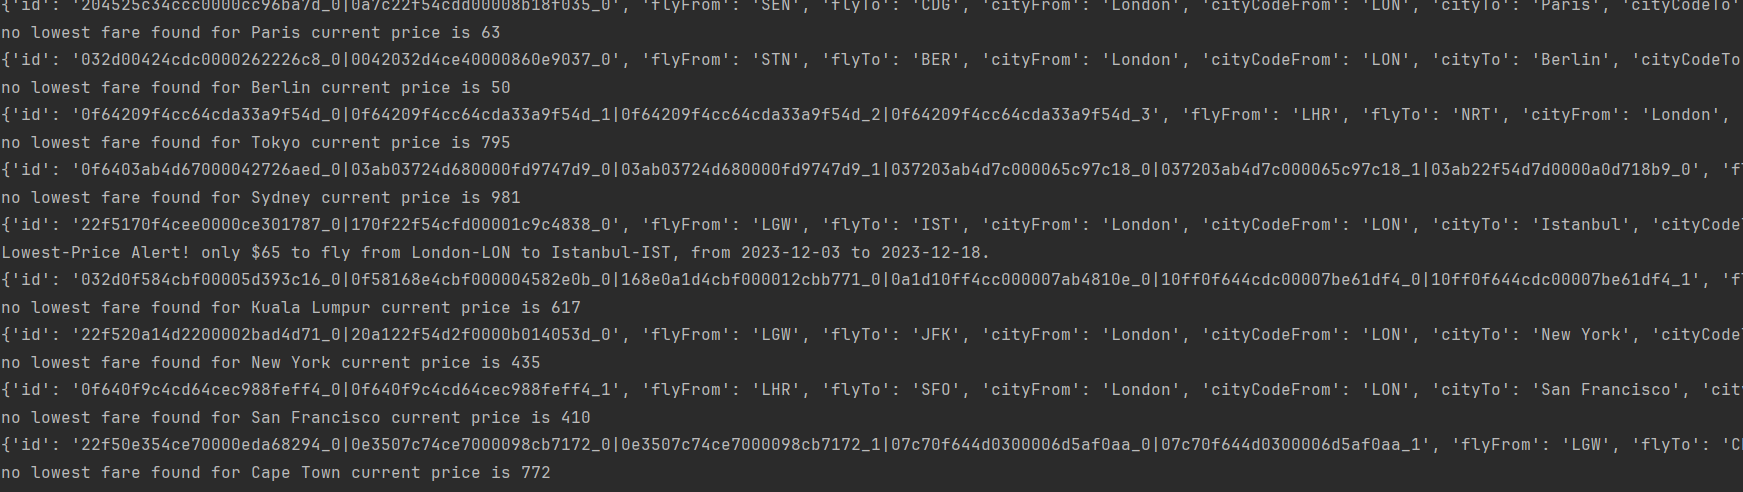 {'id': '204525c34ccc0000cc96ba7d_0|0a7c22f54cdd00008b18f035_0', 'flyFrom': 'SEN', 'flyTo': 'CDG', 'cityFrom': 'London', 'cityCodeFrom': 'LON', 'cityTo': 'Paris', 'cityCodeTo'
no lowest fare found for Paris current price is 63
{'id': '032d00424cdc0000262226c8_0|0042032d4ce40000860e9037_0', 'flyFrom': 'STN', 'flyTo': 'BER', 'cityFrom': 'London', 'cityCodeFrom': 'LON', 'cityTo': 'Berlin', 'cityCodeTo
no lowest fare found for Berlin current price is 50
{'id': '0f64209f4cc64cda33a9f54d_0|0f64209f4cc64cda33a9f54d_1|0f64209f4cc64cda33a9f54d_2|0f64209f4cc64cda33a9f54d_3', 'flyFrom': 'LHR', 'flyTo': 'NRT', 'cityFrom': 'London',
no lowest fare found for Tokyo current price is 795
{'id': '0f6403ab4d67000042726aed_0|03ab03724d680000fd9747d9_0|03ab03724d680000fd9747d9_1|037203ab4d7c000065c97c18_0|037203ab4d7c000065c97c18_1|03ab22f54d7d0000a0d718b9_0', 'f
no lowest fare found for Sydney current price is 981
{'id': '22f5170f4cee0000ce301787_0|170f22f54cfd00001c9c4838_0', 'flyFrom': 'LGW', 'flyTo': 'IST', 'cityFrom': 'London', 'cityCodeFrom': 'LON', 'cityTo': 'Istanbul', 'cityCode
Lowest-Price Alert! only $65 to fly from London-LON to Istanbul-IST, from 2023-12-03 to 2023-12-18.
{'id': '032d0f584cbf00005d393c16_0|0f58168e4cbf000004582e0b_0|168e0a1d4cbf000012cbb771_0|0a1d10ff4cc000007ab4810e_0|10ff0f644cdc00007be61df4_0|10ff0f644cdc00007be61df4_1', 'f
no lowest fare found for Kuala Lumpur current price is 617
{'id': '22f520a14d2200002bad4d71_0|20a122f54d2f0000b014053d_0', 'flyFrom': 'LGW', 'flyTo': 'JFK', 'cityFrom': 'London', 'cityCodeFrom': 'LON', 'cityTo': 'New York', 'cityCode
no lowest fare found for New York current price is 435
{'id': '0f640f9c4cd64cec988feff4_0|0f640f9c4cd64cec988feff4_1', 'flyFrom': 'LHR', 'flyTo': 'SFO', 'cityFrom': 'London', 'cityCodeFrom': 'LON', 'cityTo': 'San Francisco', 'cit
no lowest fare found for San Francisco current price is 410
{'id': '22f50e354ce70000eda68294_0|0e3507c74ce7000098cb7172_0|0e3507c74ce7000098cb7172_1|07c70f644d0300006d5af0aa_0|07c70f644d0300006d5af0aa_1', 'flyFrom': 'LGW', 'flyTo': 'C
no lowest fare found for Cape Town current price is 772